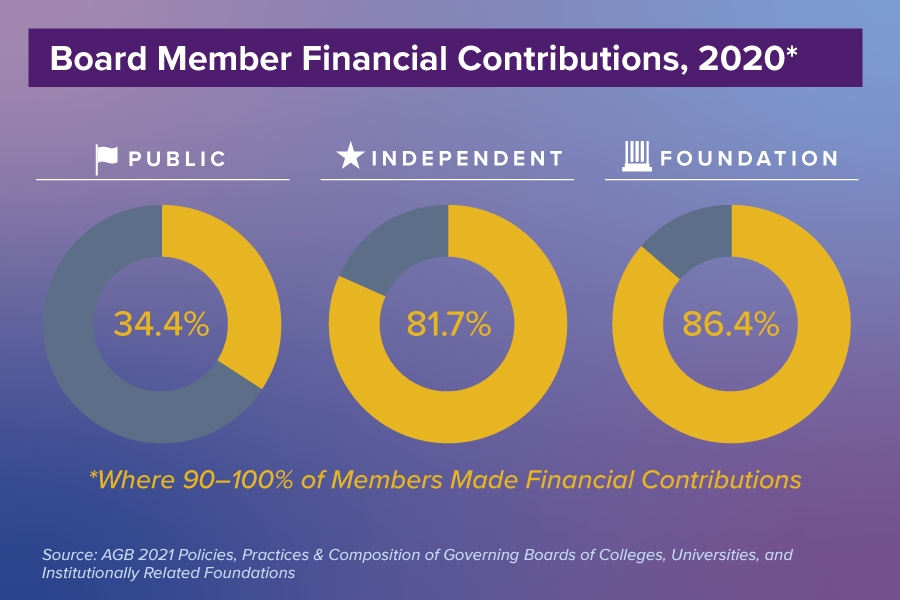 Board Member Financial Contributions, 2020*
PUBLIC
INDEPENDENT
FOUNDATION
34.4%
81.7%
86.4%
*Where 90–100% of Members Made Financial Contributions
Source: AGB 2021 Policies, Practices & Composition of Governing Boards of Colleges, Universities, and
Institutionally Related Foundations